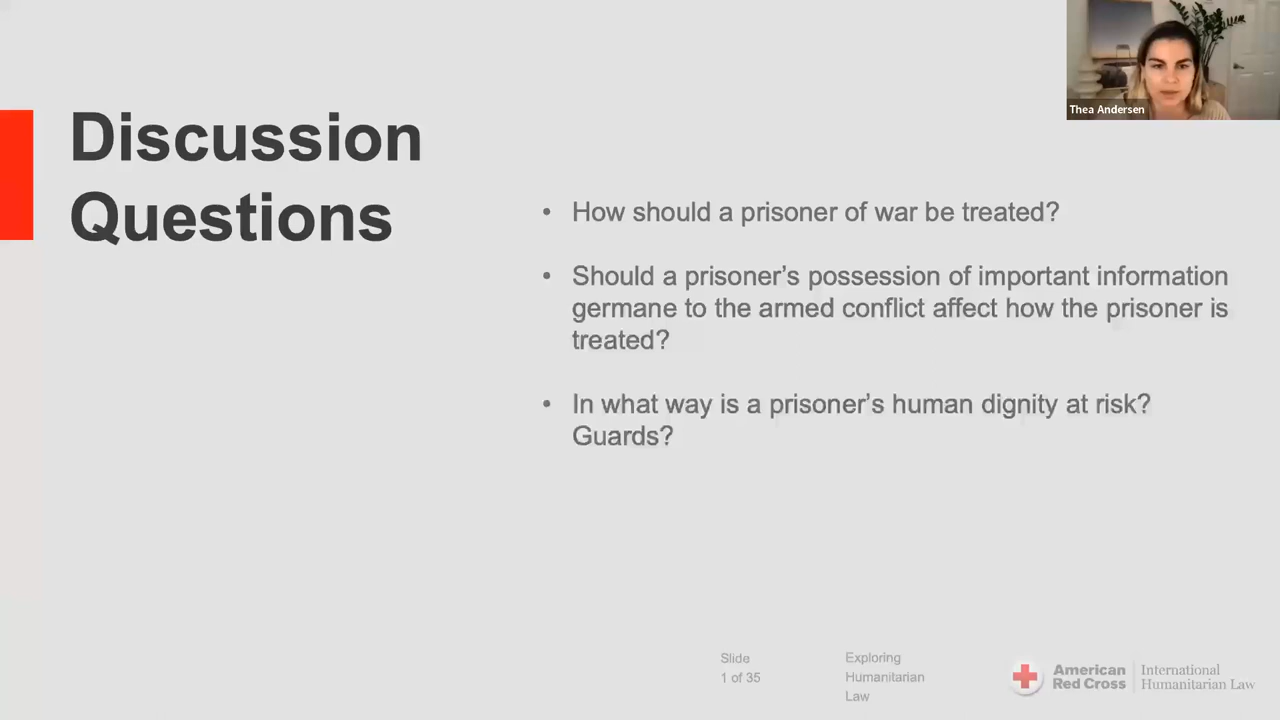 Thea Andersen
Discussion
Questions
• How should a prisoner of war be treated?
• Should a prisoner’s possession of important information
germane to the armed conflict affect how the prisoner is
treated?
• In what way is a prisoner’s human dignity at risk?
Guards?
Slide
1 of 35
Exploring
Humanitarian
Law
American
Red Cross
International
Humanitarian Law